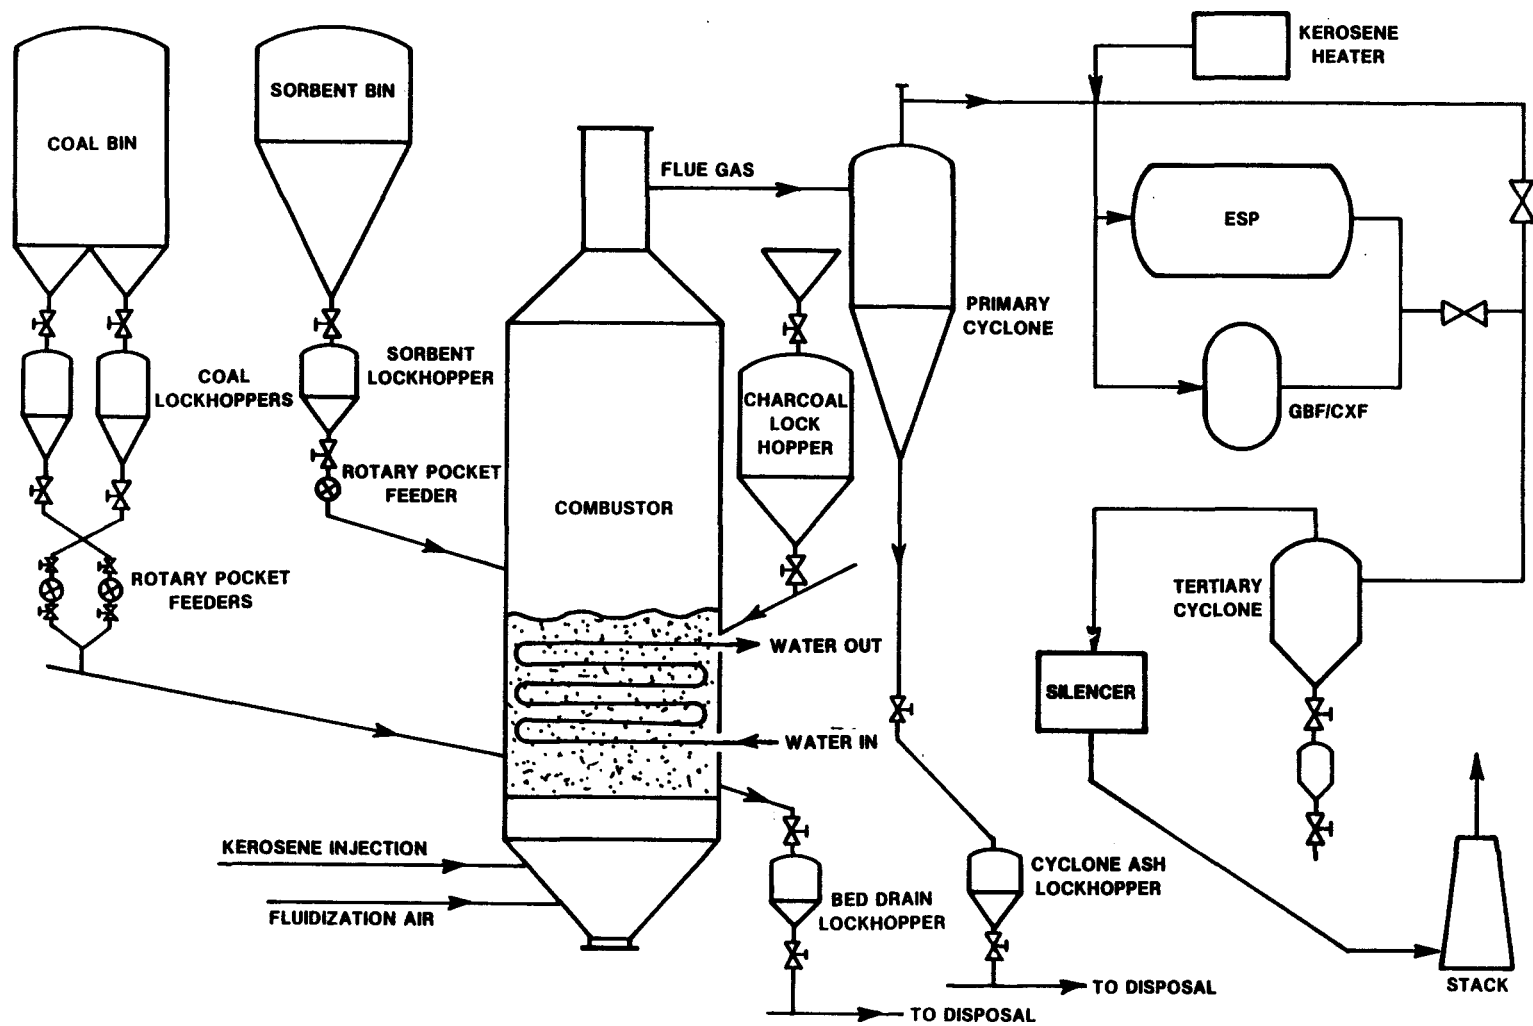 KEROSENE
HEATER
SORBENT BIN
COAL BIN
FLUE GAS
ESP
PRIMARY
CYCLONE
SORBENT
LOCKHOPPER
COAL
LOCKHOPPERS
CHARCOAL
LOCK
HOPPER
GBF/CXF
ROTARY POCKET
FEEDER
COMBUSTOR
ROTARY POCKET
FEEDERS
TERTIARY
CYCLONE
WATER OUT
SILENCER
WATER IN
KEROSENE INJECTION
CYCLONE ASH
LOCKHOPPER
FLUIDIZATION AIR
BED DRAIN
LOCKHOPPER
STACK
TO DISPOSAL
TO DISPOSAL